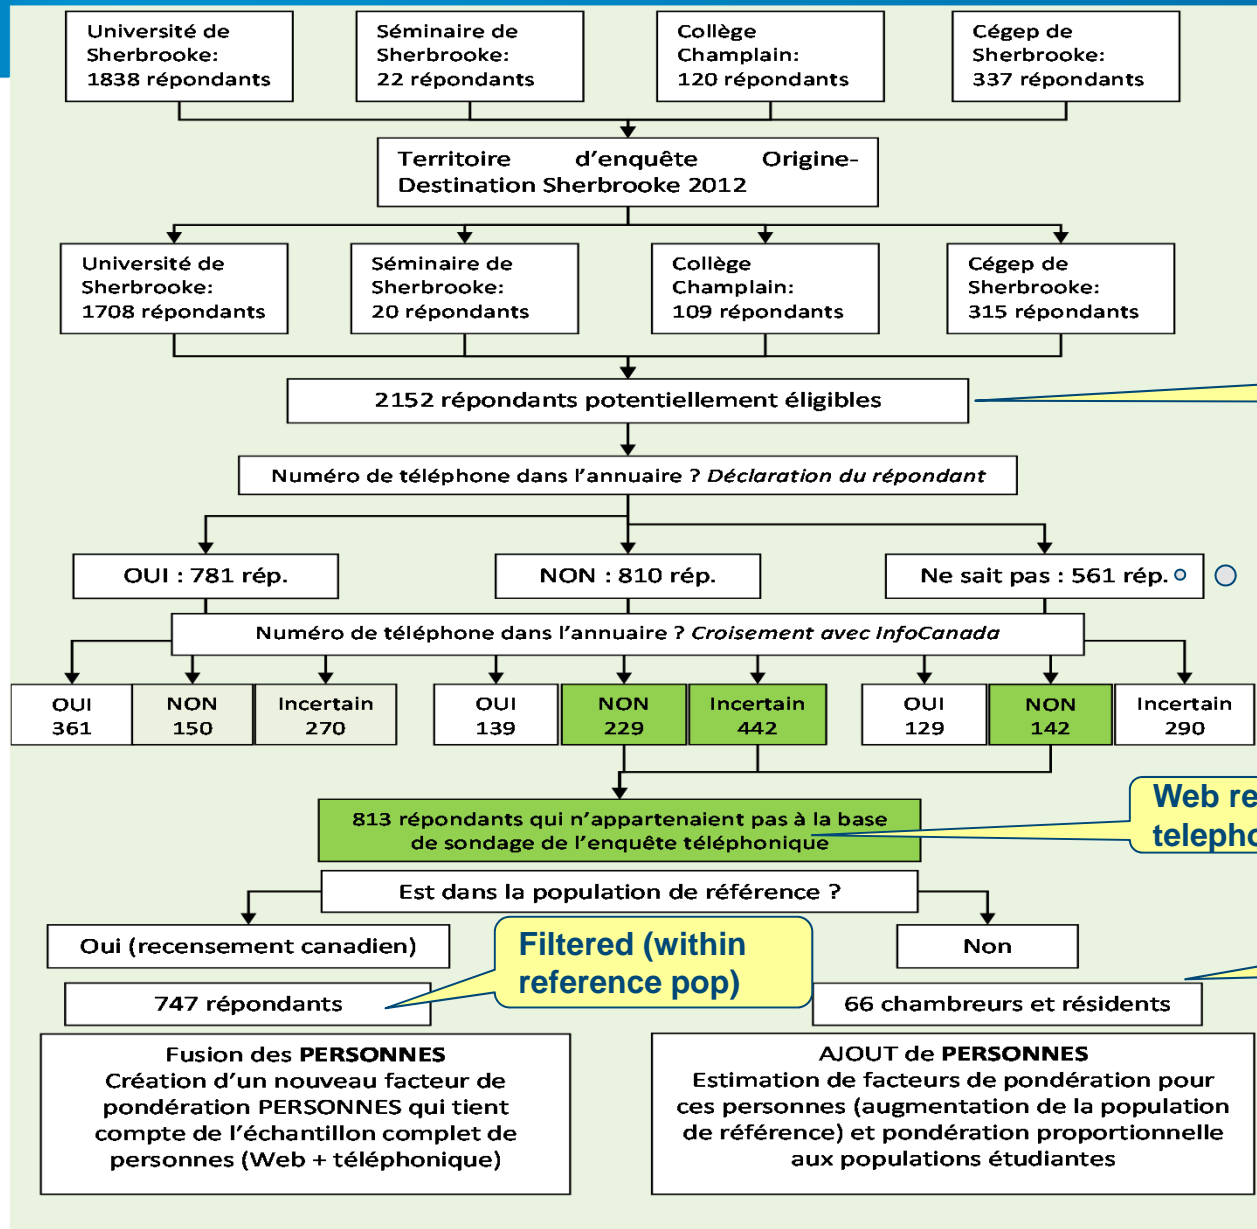 Université de
Sherbrooke:
1838 répondants
Séminaire de
Sherbrooke:
22 répondants
Collège
Champlain:
120 répondants
Cégep de
Sherbrooke:
337 répondants
Territoire d'enquête Origine-
Destination Sherbrooke 2012
Université de
Sherbrooke:
1708 répondants
Séminaire de
Sherbrooke:
20 répondants
Collège
Champlain:
109 répondants
Cégep de
Sherbrooke:
315 répondants
2152 répondants potentiellement éligibles
Numéro de téléphone dans l'annuaire ? Déclaration du répondant
OUI : 781 rép.
NON : 810 rép.
Ne sait pas : 561 rép.
Numéro de téléphone dans l'annuaire ? Croisement avec InfoCanada
OUI
361
NON
150
Incertain
270
OUI
139
NON
229
Incertain
442
OUI
129
NON
142
Incertain
290
813 répondants qui n'appartenaient pas à la base
de sondage de l'enquête téléphonique
Web re
telepho
Est dans la population de référence ?
Oui (recensement canadien)
Non
Filtered (within
reference pop)
747 répondants
66 chambreurs et résidents
Fusion des PERSONNES
Création d'un nouveau facteur de
pondération PERSONNES qui tient
compte de l'échantillon complet de
personnes (Web + téléphonique)
AJOUT de PERSONNES
Estimation de facteurs de pondération pour
ces personnes (augmentation de la population
de référence) et pondération proportionnelle
aux populations étudiantes